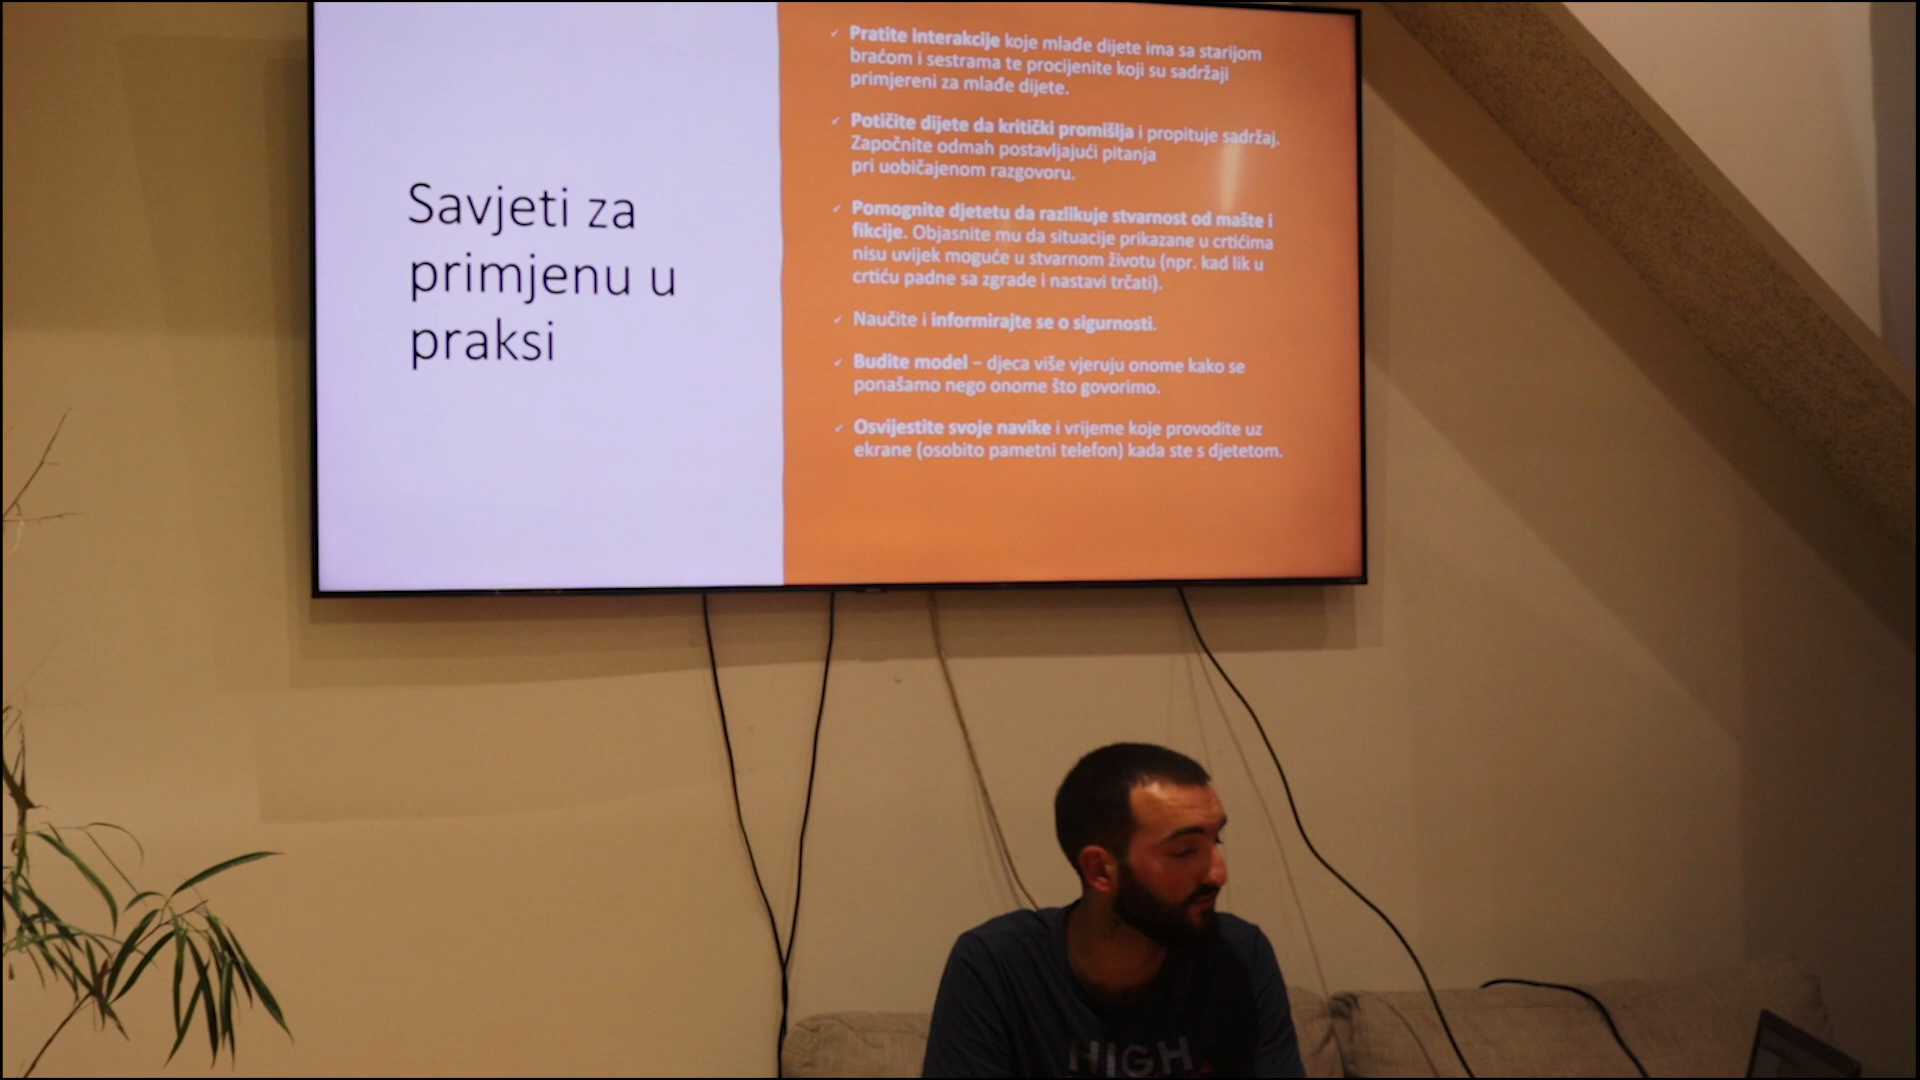 Savjeti za
primjenu u
praksi
✓ Pratite interakcije koje mlađe dijete ima sa starijom
braćom i sestrama te procijenite koji su sadržaji
primjereni za mlađe dijete.
✓ Potičite dijete da kritički promišlja i propituje sadržaj.
Započnite odmah postavljajući pitanja
pri uobičajenom razgovoru.
✓ Pomognite djetetu da razlikuje stvarnost od mašte i
fikcije. Objasnite mu da situacije prikazane u crtićima
nisu uvijek moguće u stvarnom životu (npr. kad lik u
crtiću padne sa zgrade i nastavi trčati).
✓ Naučite i informirajte se o sigurnosti.
✓ Budite model – djeca više vjeruju onome kako se
ponašamo nego onome što govorimo.
✓ Osvijestite svoje navike i vrijeme koje provodite uz
ekrane (osobito pametni telefon) kada ste s djetetom.
HIGH